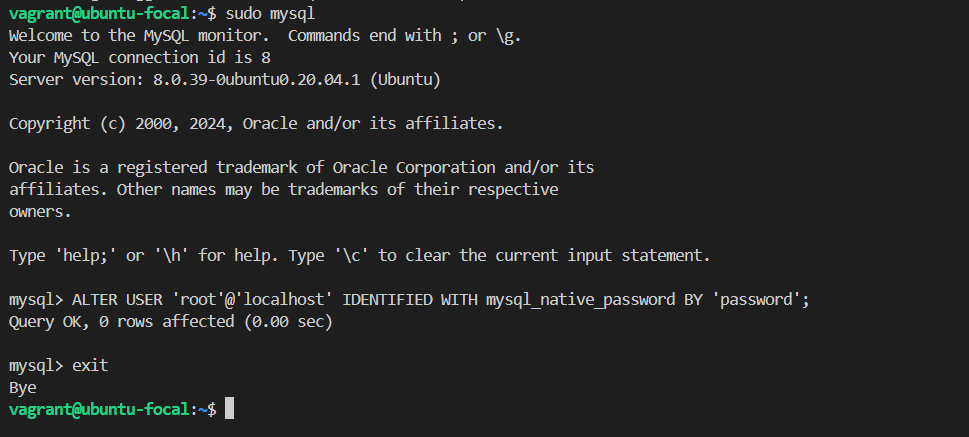 vagrant@ubuntu-focal:~$ sudo mysql
Welcome to the MySQL monitor.  Commands end with ; or \g.
Your MySQL connection id is 8
Server version: 8.0.39-0ubuntu0.20.04.1 (Ubuntu)
Copyright (c) 2000, 2024, Oracle and/or its affiliates.
Oracle is a registered trademark of Oracle Corporation and/or its
affiliates. Other names may be trademarks of their respective
owners.
Type 'help;' or '\h' for help. Type '\c' to clear the current input statement.
mysql> ALTER USER 'root'@'localhost' IDENTIFIED WITH mysql_native_password BY 'password';
Query OK, 0 rows affected (0.00 sec)
mysql> exit
Bye
vagrant@ubuntu-focal:~$